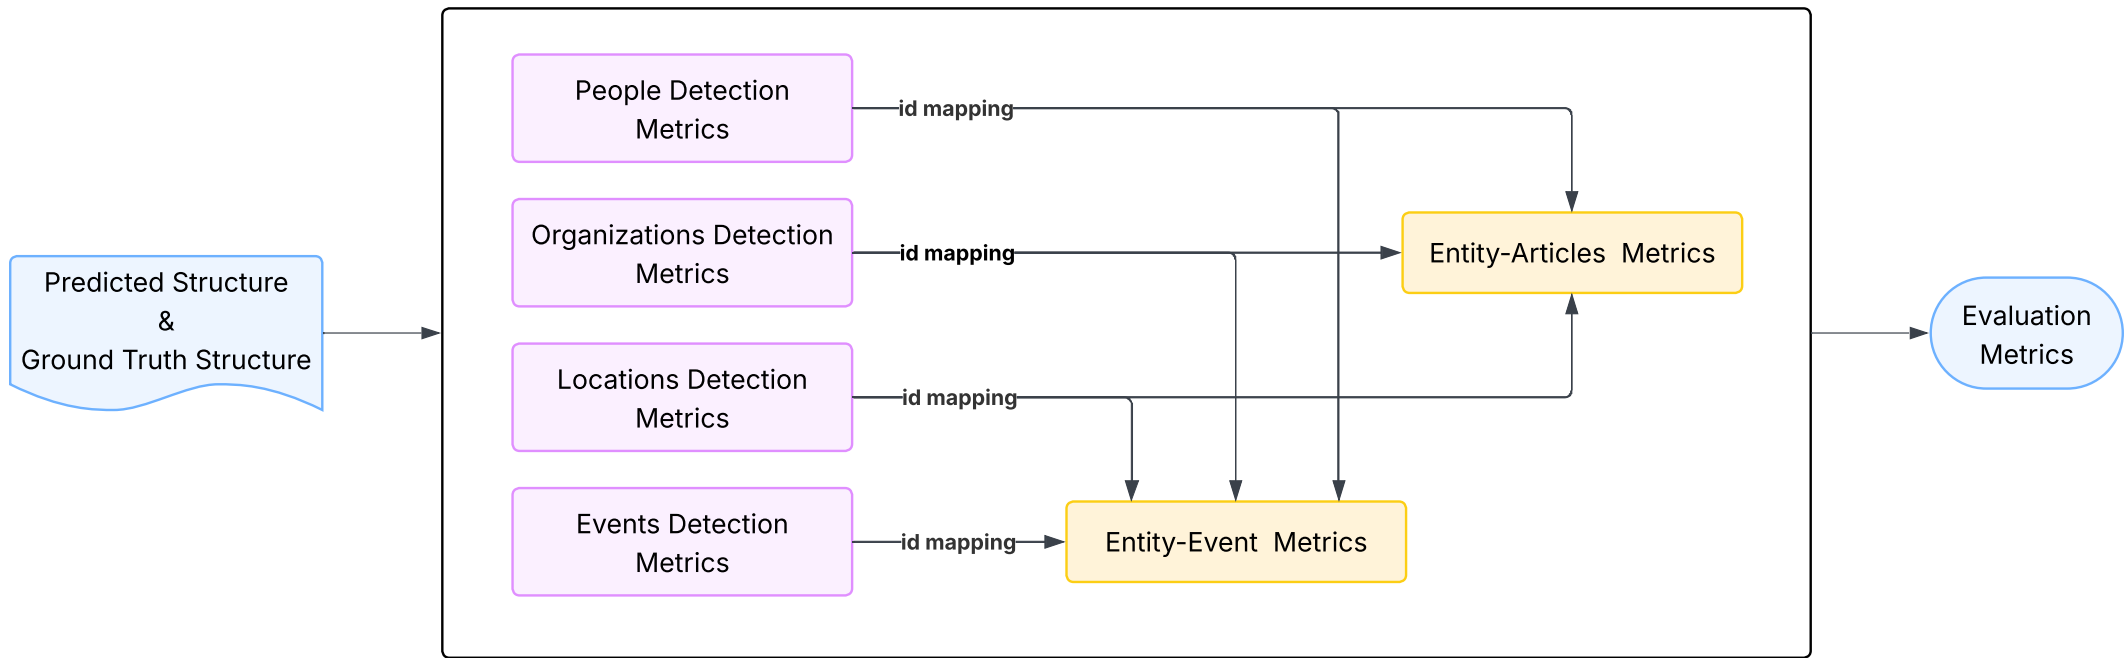 Predicted Structure
&
Ground Truth Structure
People Detection
Metrics
id mapping
Organizations Detection
Metrics
id mapping
Locations Detection
Metrics
id mapping
Events Detection
Metrics
id mapping
Entity-Articles  Metrics
Entity-Event  Metrics
Evaluation
Metrics